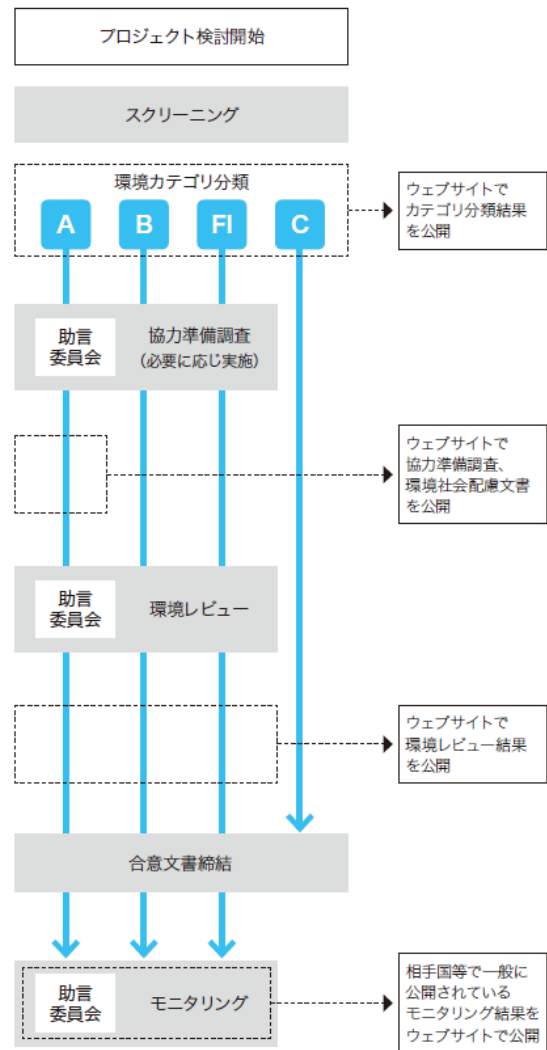 プロジェクト検討開始
スクリーニング
環境カテゴリ分類
A
B
FI
C
ウェブサイトで
カテゴリ分類結果
を公開
助言
委員会
協力準備調査
(必要に応じ実施)
ウェブサイトで
協力準備調査、
環境社会配慮文書
を公開
助言
委員会
環境レビュー
ウェブサイトで
環境レビュー結果
を公開
合意文書締結
助言
委員会
モニタリング
相手国等で一般に
公開されている
モニタリング結果を
ウェブサイトで公開